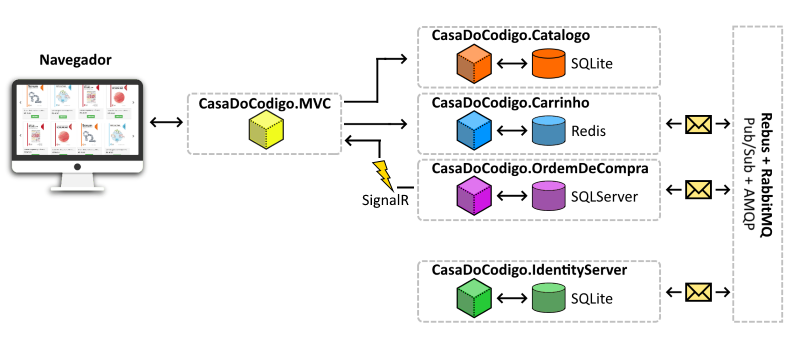 CasaDoCodigo.Catalogo
SQLite
Navegador
CasaDoCodigo.MVC
CasaDoCodigo.Carrinho
Redis
CasaDoCodigo.OrdemDeCompra
SQLServer
SignalR
CasaDoCodigo.IdentityServer
SQLite
Rebus + RabbitMQ
Pub/Sub + AMQP